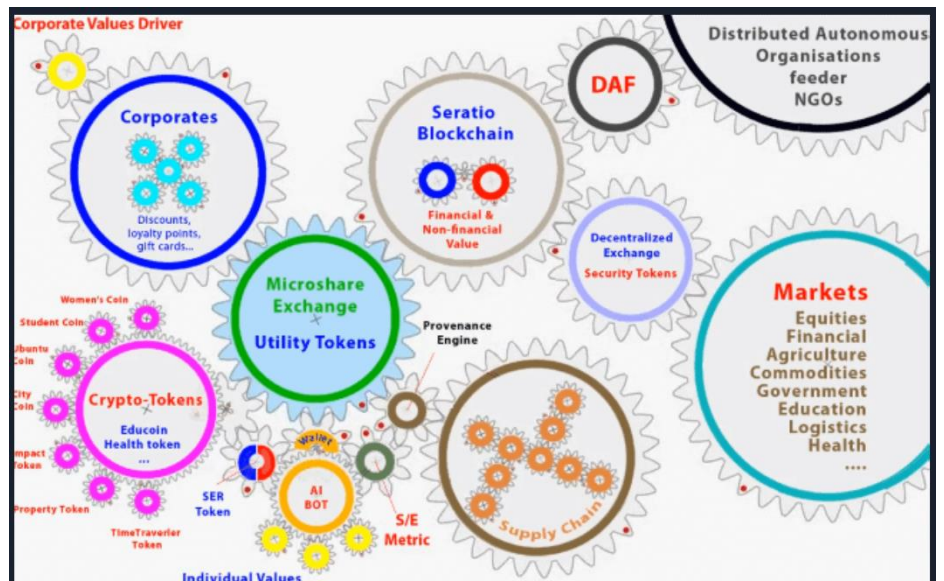 Corporate Values Driver
Corporates
Discounts,
loyalty points,
gift cards...
Seratio
Blockchain
Financial &
Non-financial
Value
DAF
Distributed Autonomous
Organisations
feeder
NGOs
Microshare
Exchange
Utility Tokens
Decentralized
Exchange
Security Tokens
Markets
Equities
Financial
Agriculture
Commodities
Government
Education
Logistics
Health
....
Women's Coin
Student Coin
Ubuntu
Coin
City
Coin
mpact
Token
Property Token
TimeTraverler
Token
Crypto-Tokens
Educoin
Health token
...
Provenance
Engine
SER
Token
Wallet
AI
BOT
S/E
Metric
Supply Chain
Individual Values